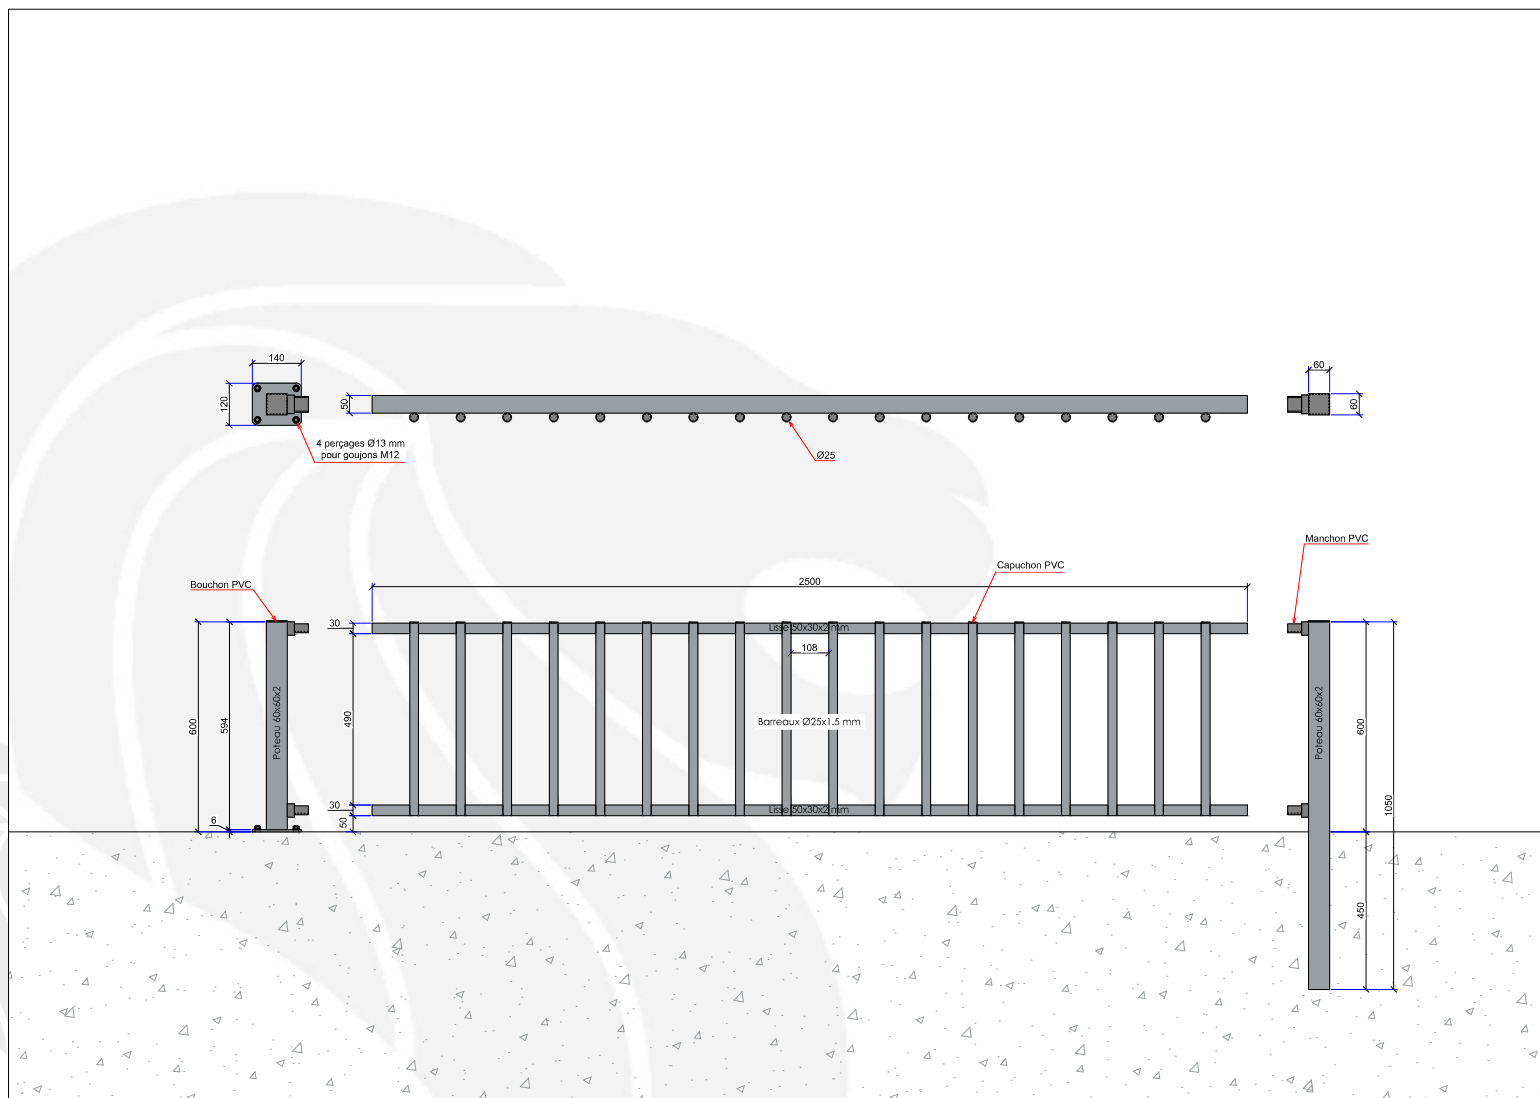 140
120
4 perçages Ø13 mm
pour goujons M12
50
Ø25
60
60
Manchon PVC
Capuchon PVC
Bouchon PVC
2500
30
Lisse 50x30x2 mm
108
600
594
Poteau 60x60x2
490
Barreaux Ø25x1.5 mm
Poteau 60x60x2
600
1050
30
Lisse 50x30x2 mm
50
6
450